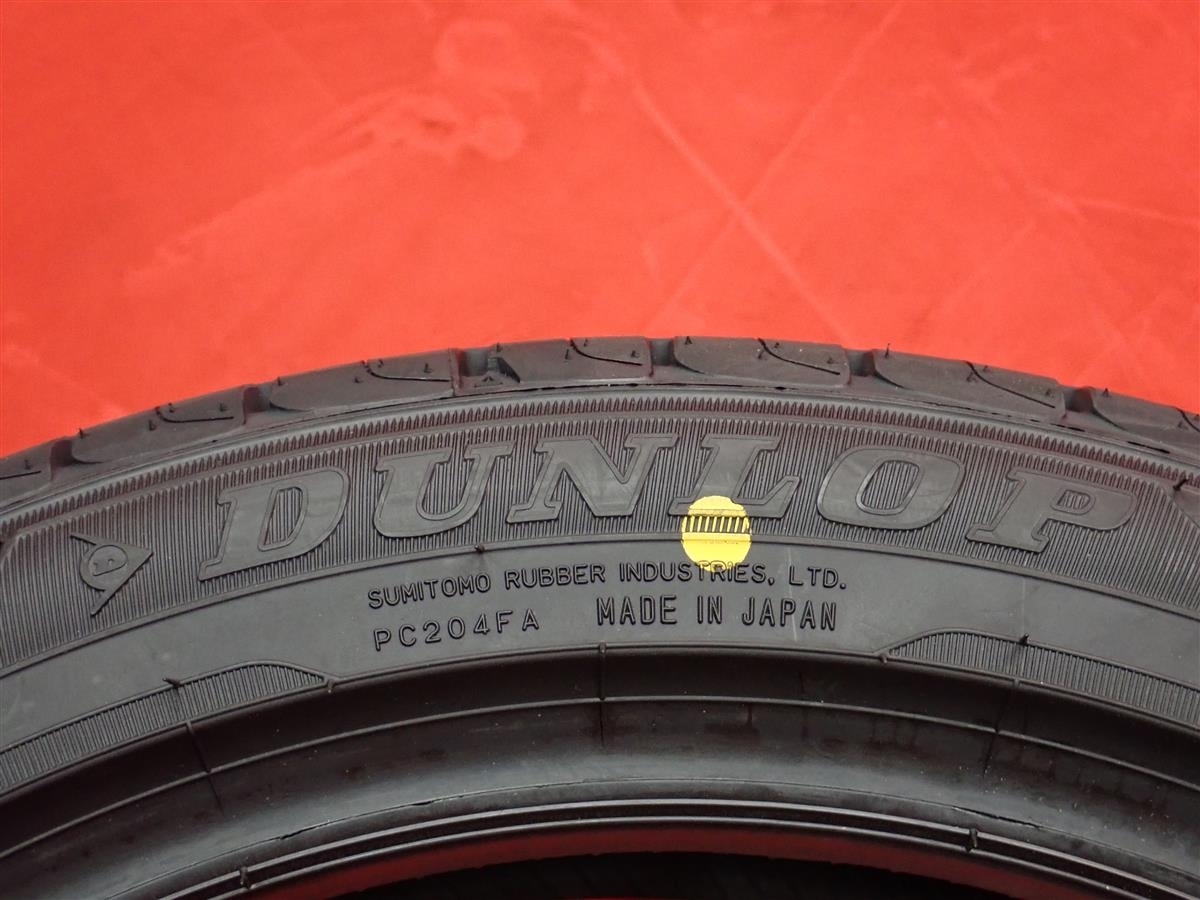 D DUNLOP
SUMITOMO RUBBER INDUSTRIES, LTD.
PC204FA MADE IN JAPAN